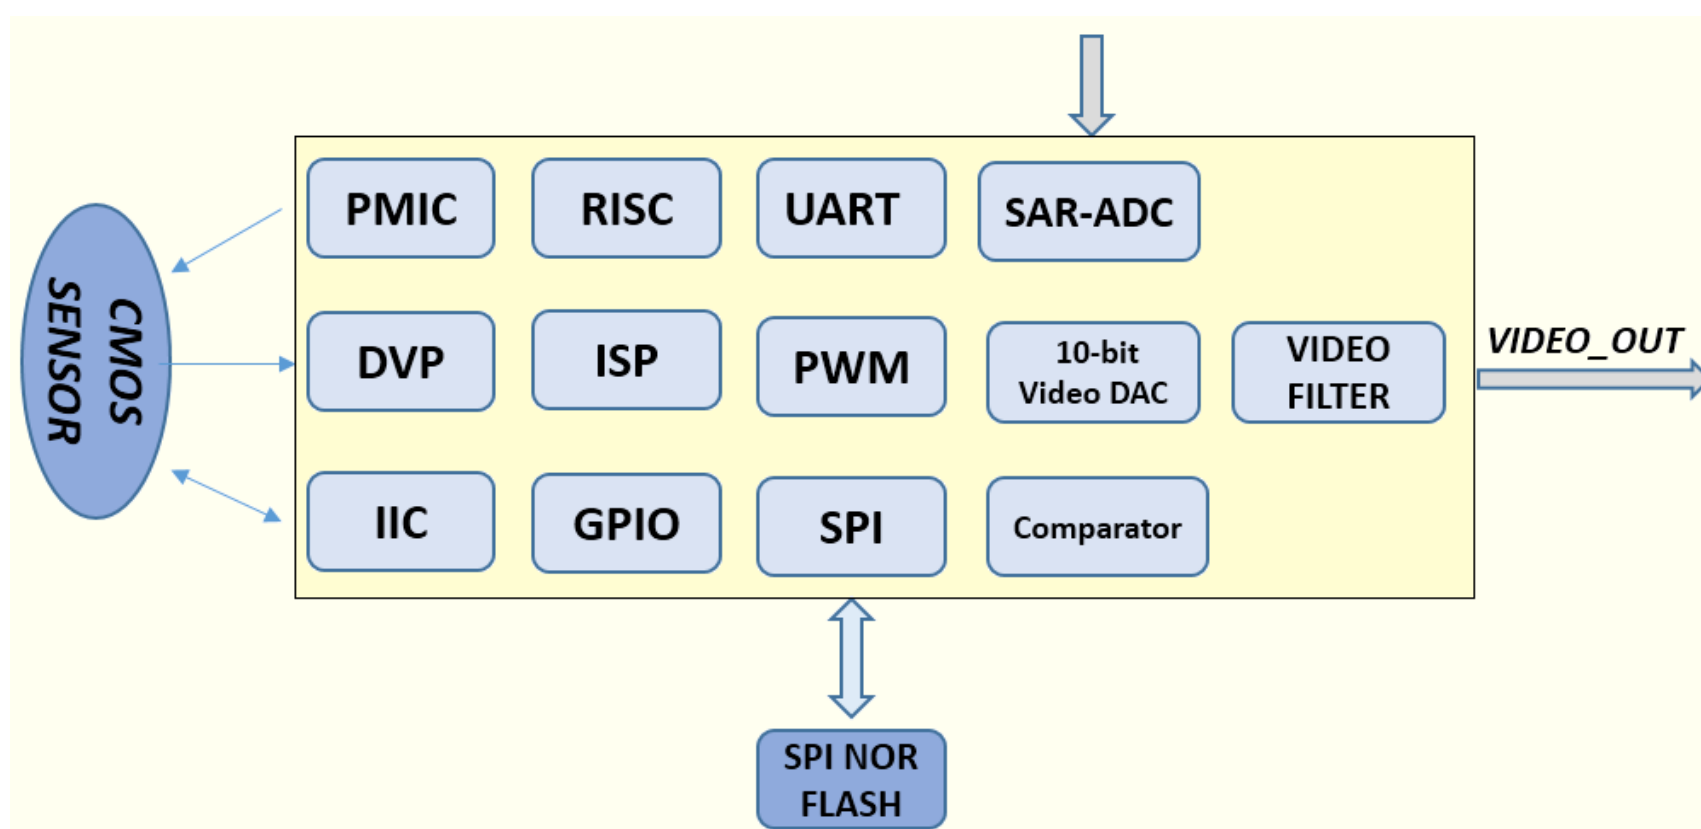 PMIC
RISC
UART
SAR-ADC
CMOS
SENSOR
DVP
ISP
PWM
10-bit
Video DAC
VIDEO
FILTER
VIDEO_OUT
IIC
GPIO
SPI
Comparator
SPI NOR
FLASH